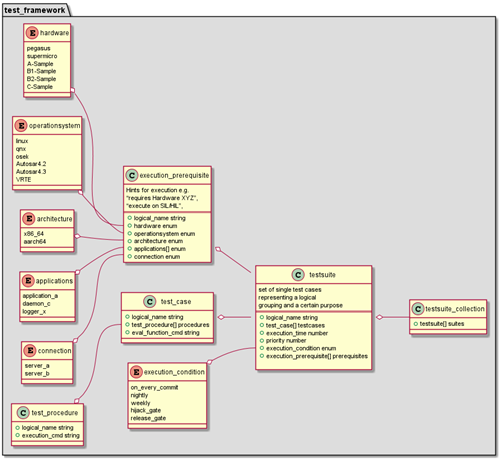 test_framework
E hardware
pegasus
supermicro
A-Sample
B1-Sample
B2-Sample
C-Sample
E operationsystem
linux
qnx
osek
Autosar4.2
Autosar4.3
VRTE
E architecture
x86_64
aarch64
E applications
application_a
daemon_c
logger_x
E connection
server_a
server_b
C test_procedure
logical_name string
execution_cmd string
C execution_prerequisite
Hints for execution e.g.
"requires Hardware XYZ",
"execute on SIL/HIL",
logical_name string
hardware enum
operationsystem enum
architecture enum
applications[] enum
connection enum
C test_case
logical_name string
test_procedure[] procedures
eval_function_cmd string
E execution_condition
on_every_commit
nightly
weekly
hijack_gate
release_gate
C testsuite
set of single test cases
representing a logical
grouping and a certain purpose
logical_name string
test_case[] testcases
execution_time number
priority number
execution_condition enum
execution_prerequisite[] prerequisites
C testsuite_collection
testsuite[] suites